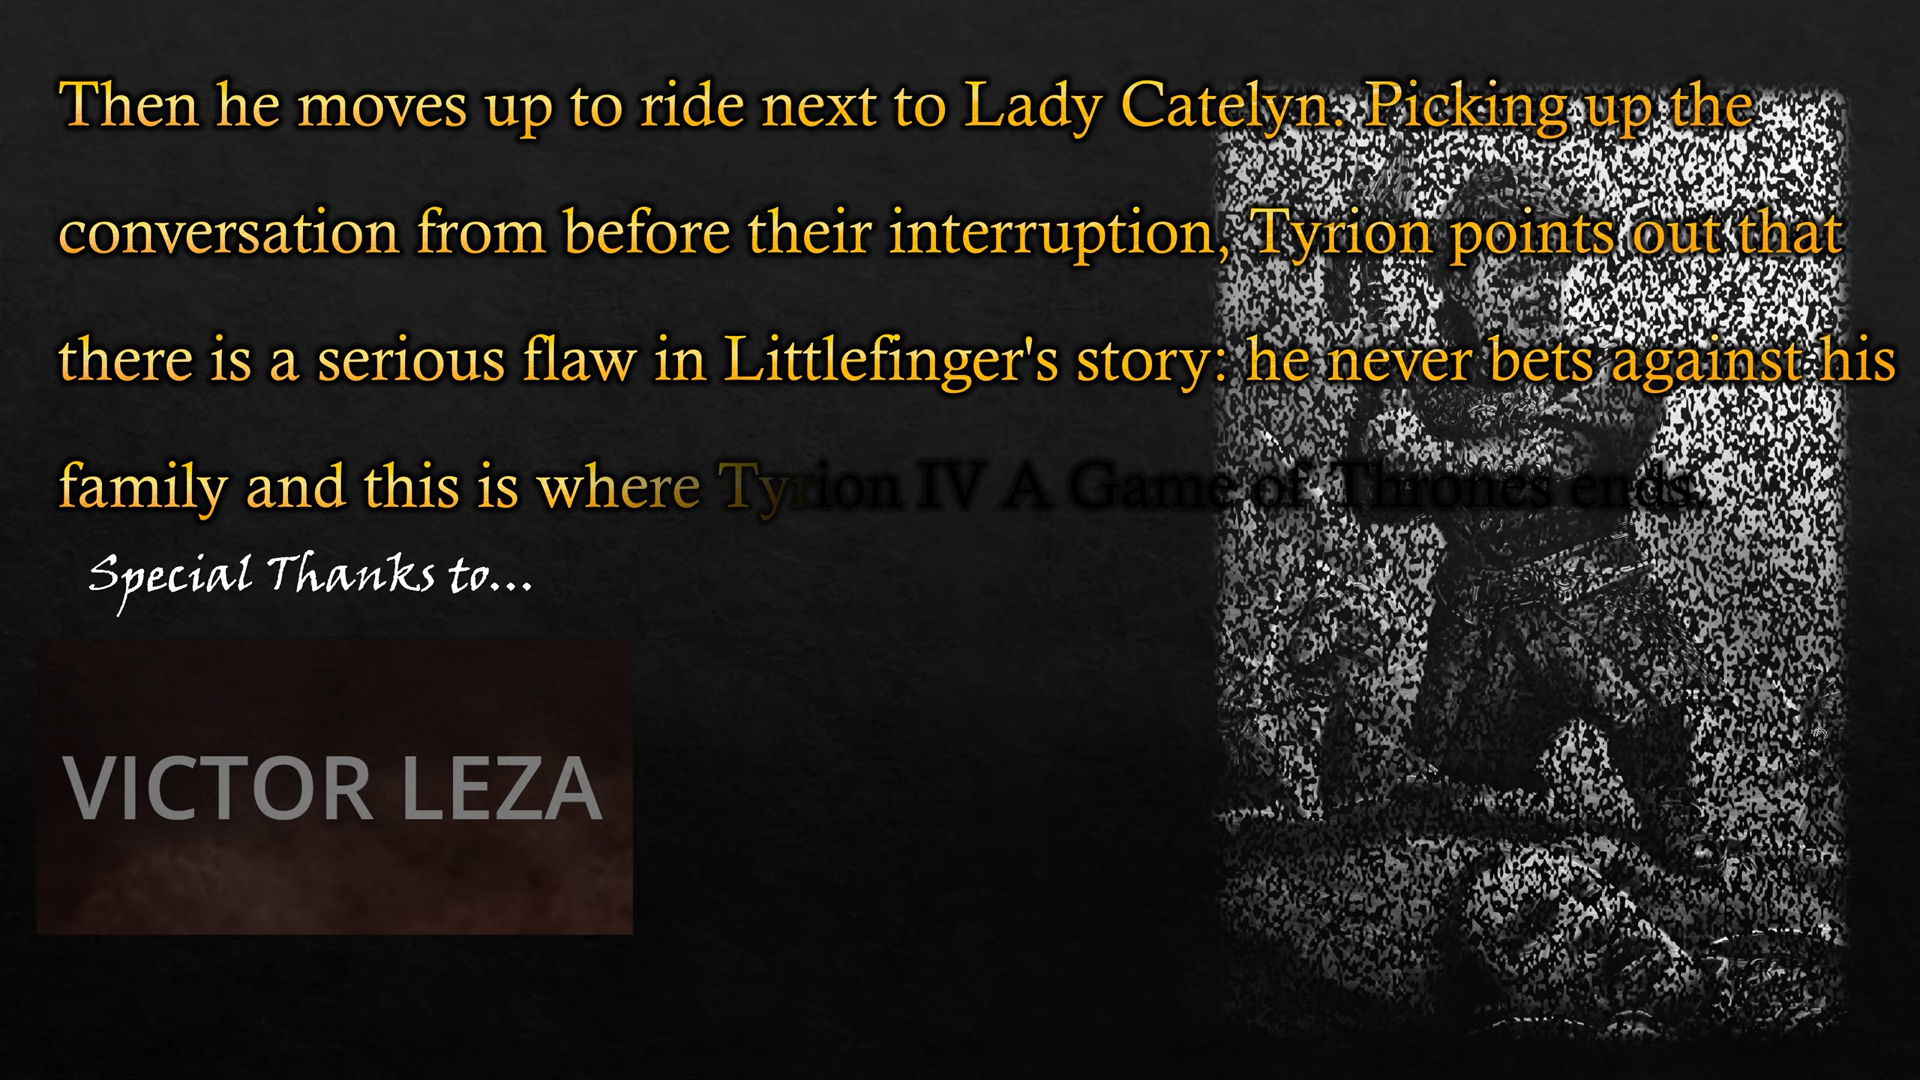 Then he moves up to ride next to Lady Catelyn. Picking up the
conversation from before their interruption, Tyrion points out that
there is a serious flaw in Littlefinger's story: he never bets against his
family and this is where Tyrion IV A Game of Thrones ends.
Special Thanks to...
VICTOR LEZA